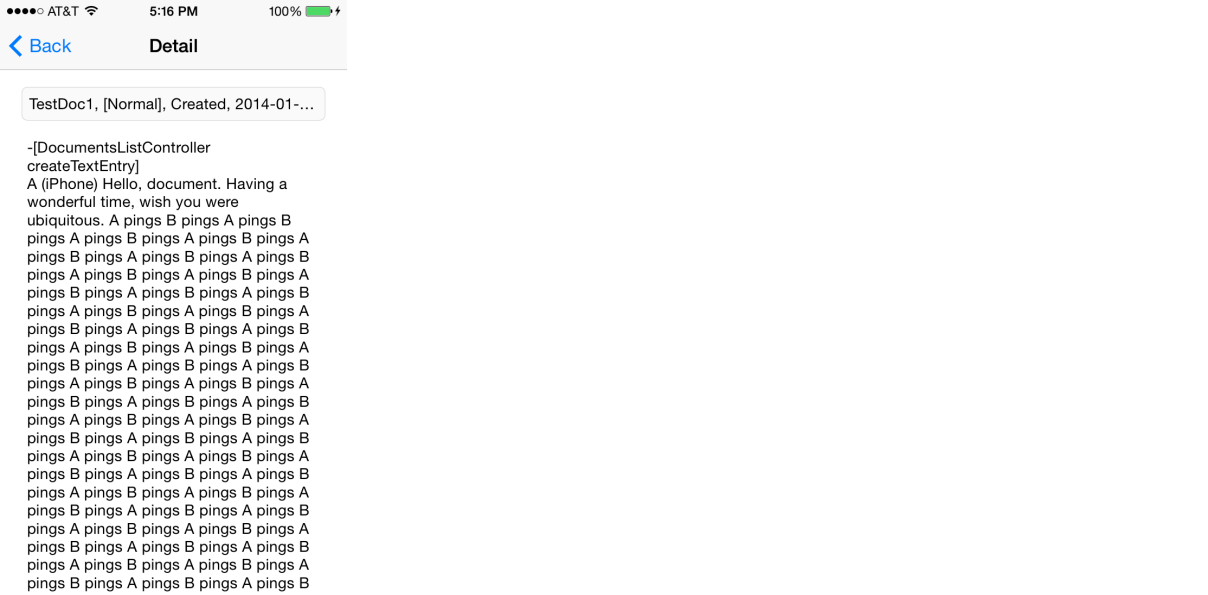 AT&T 5:16 PM 100%
Back Detail
TestDoc1, [Normal], Created, 2014-01-...
-[DocumentsListController
createTextEntry]
A (iPhone) Hello, document. Having a
wonderful time, wish you were
ubiquitous. A pings B pings A pings B
pings A pings B pings A pings B pings A
pings B pings A pings B pings A pings B
pings A pings B pings A pings B pings A
pings B pings A pings B pings A pings B
pings A pings B pings A pings B pings A
pings B pings A pings B pings A pings B
pings A pings B pings A pings B pings A
pings B pings A pings B pings A pings B
pings A pings B pings A pings B pings A
pings B pings A pings B pings A pings B
pings A pings B pings A pings B pings A
pings B pings A pings B pings A pings B
pings A pings B pings A pings B pings A
pings B pings A pings B pings A pings B
pings A pings B pings A pings B pings A
pings B pings A pings B pings A pings B
pings A pings B pings A pings B pings A
pings B pings A pings B pings A pings B
pings A pings B pings A pings B pings A
pings B pings A pings B pings A pings B